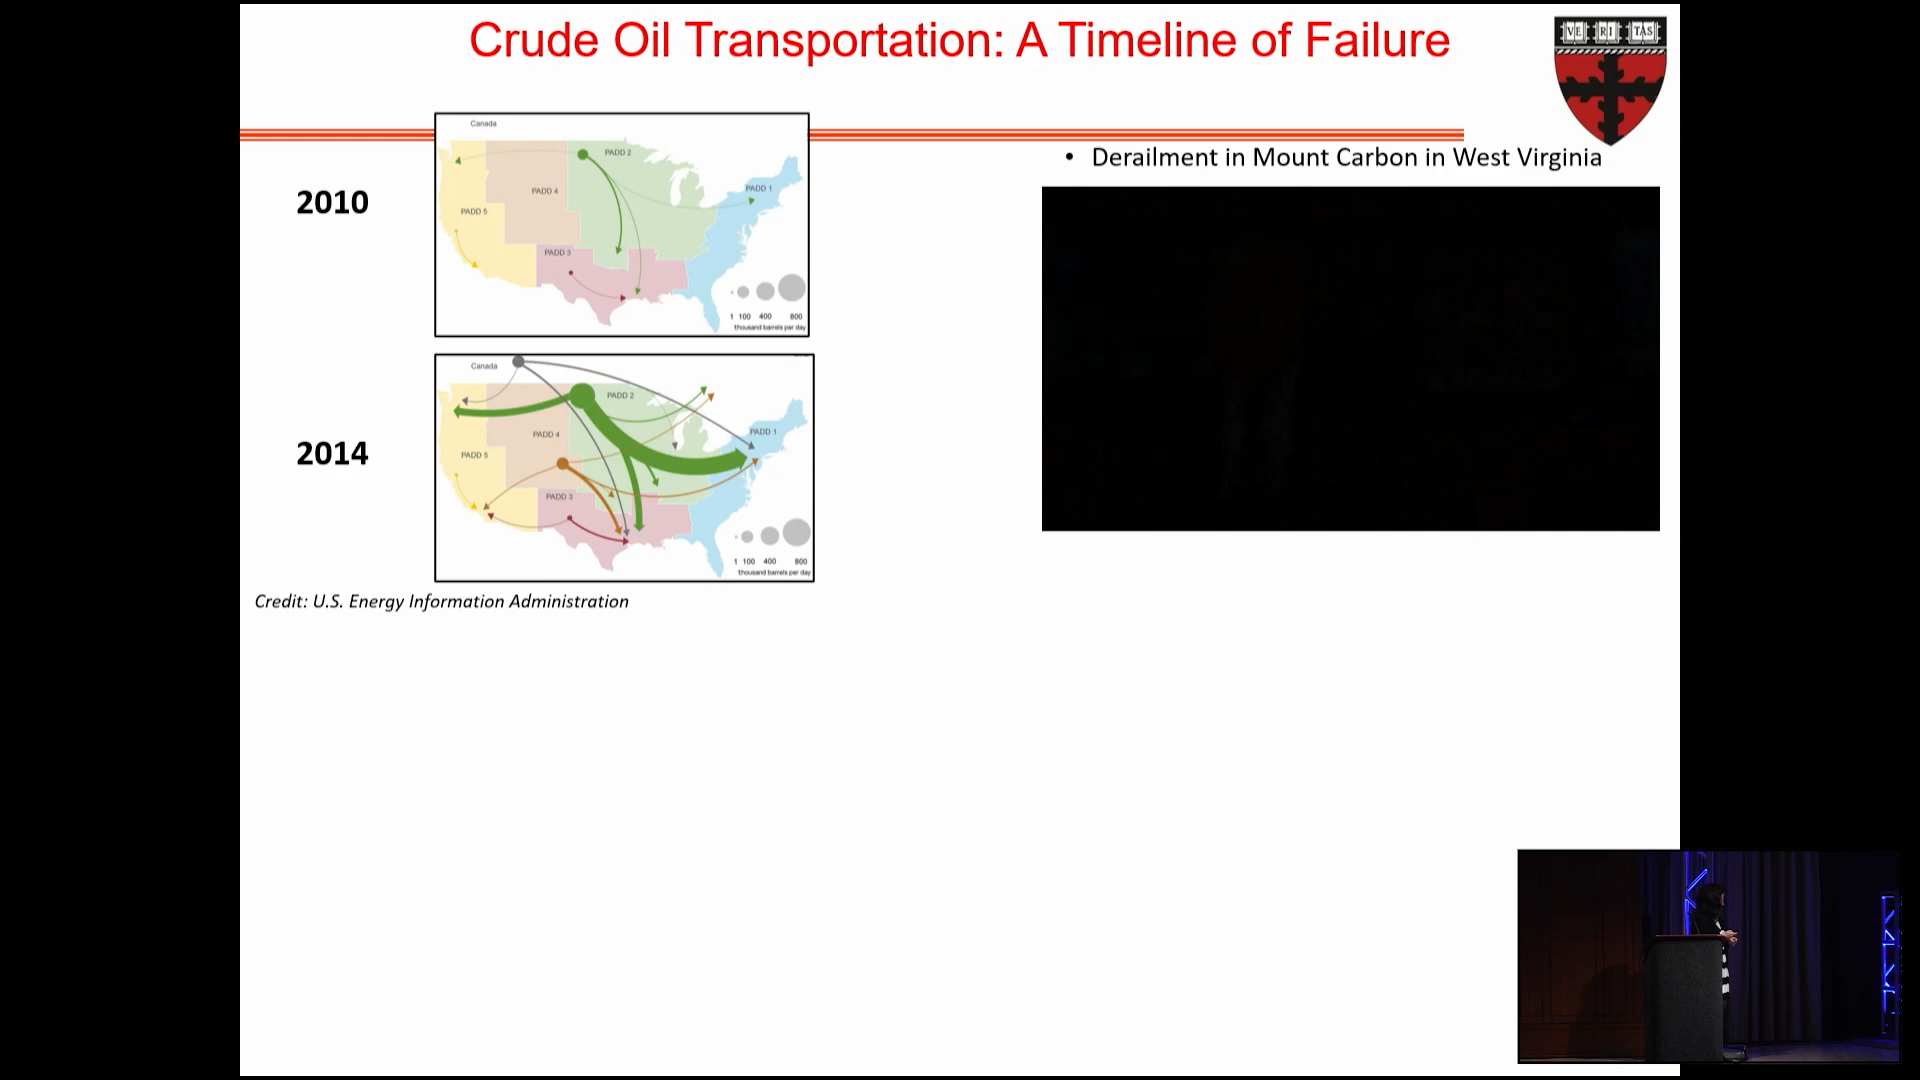 Crude Oil Transportation: A Timeline of Failure
VE RI TAS
2010
Canada
PADD 2
PADD 1
PADD 4
PADD 5
PADD 3
1 100 400 800
thousand barrels per day
• Derailment in Mount Carbon in West Virginia
2014
Canada
PADD 2
PADD 1
PADD 4
PADD 5
PADD 3
1 100 400 800
thousand barrels per day
Credit: U.S. Energy Information Administration